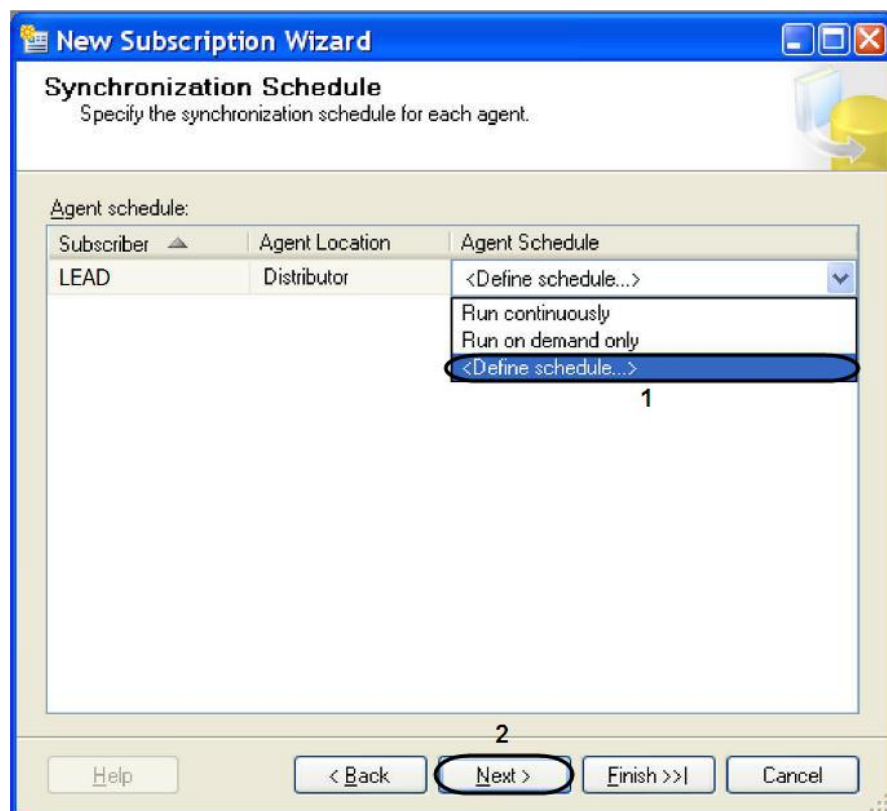 New Subscription Wizard
Synchronization Schedule
Specify the synchronization schedule for each agent.
Agent schedule:
Subscriber Agent Location Agent Schedule
LEAD Distributor <Define schedule...>
Run continuously
Run on demand only
<Define schedule...>
1
2
Help < Back Next > Finish >>| Cancel